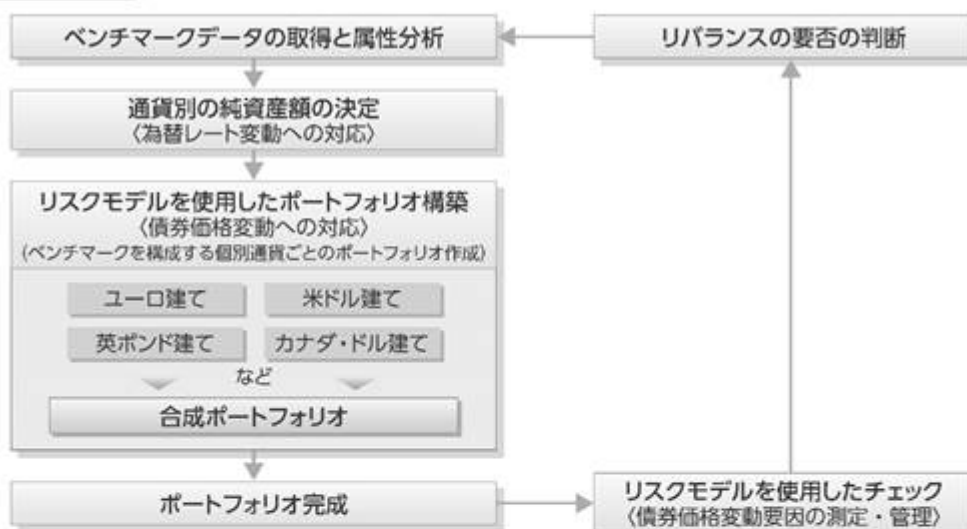 ベンチマークデータの取得と属性分析
リバランスの要否の判断
通貨別の純資産額の決定
〈為替レート変動への対応〉
リスクモデルを使用したポートフォリオ構築
〈債券価格変動への対応〉
(ベンチマークを構成する個別通貨ごとのポートフォリオ作成)
ユーロ建て
米ドル建て
英ポンド建て
カナダ・ドル建て
など
合成ポートフォリオ
ポートフォリオ完成
リスクモデルを使用したチェック
〈債券価格変動要因の測定・管理〉